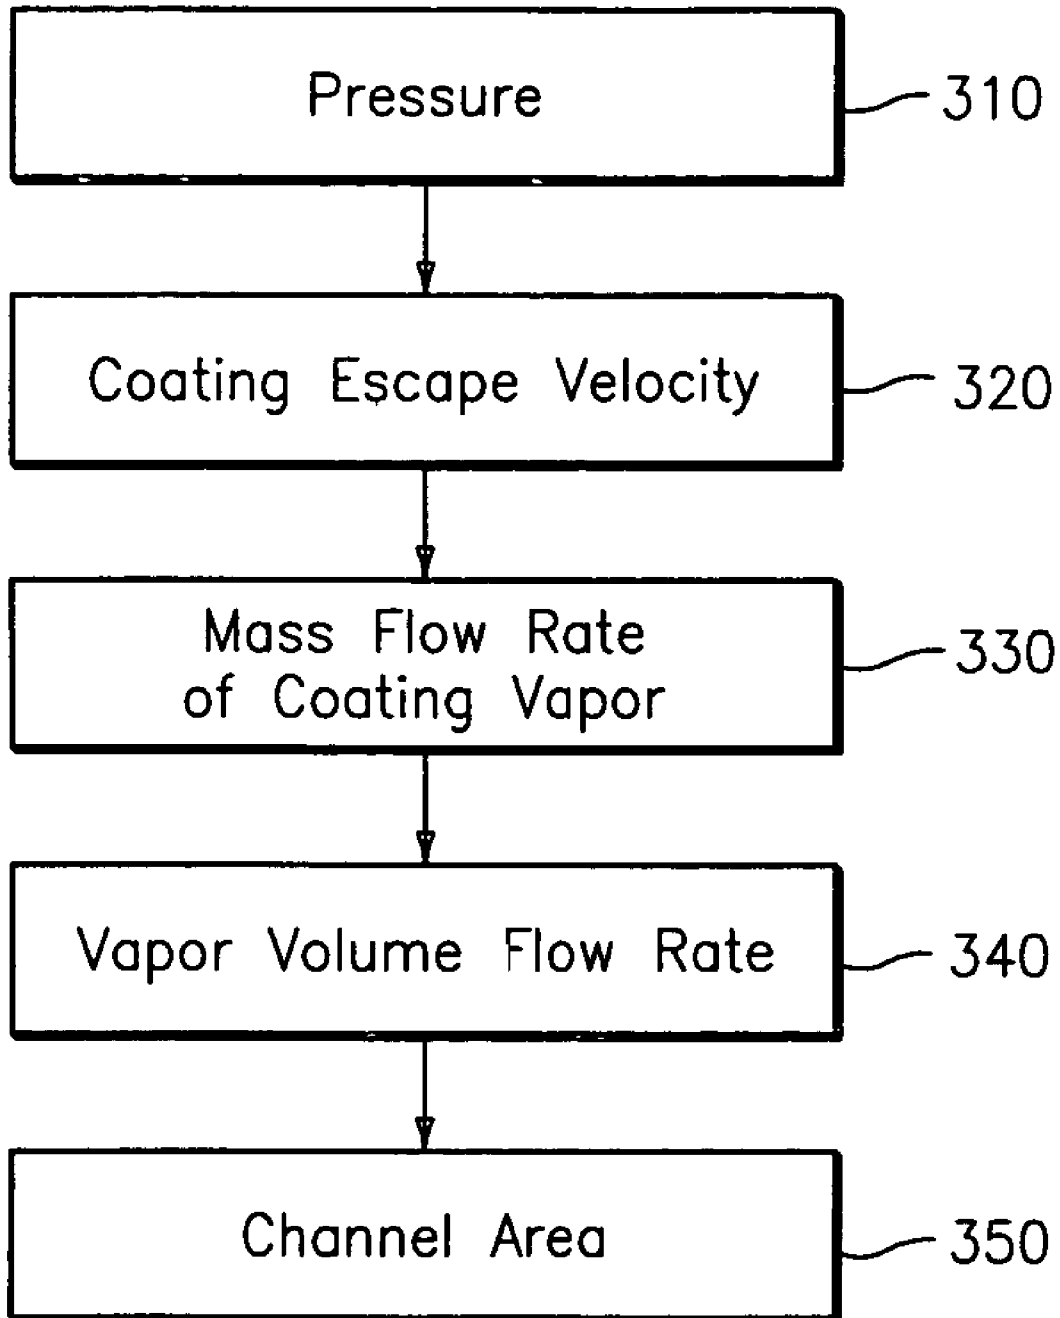 Pressure
310
Coating Escape Velocity
320
Mass Flow Rate
of Coating Vapor
330
Vapor Volume Flow Rate
340
Channel Area
350